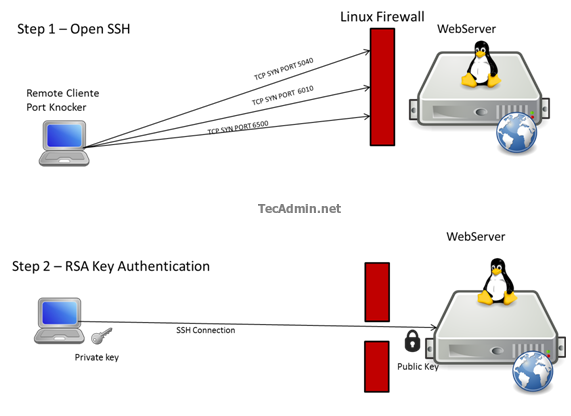 Step 1 – Open SSH
Linux Firewall
WebServer
Remote Cliente
Port Knocker
TCP SYN PORT 5040
TCP SYN PORT 6010
TCP SYN PORT 6500
TecAdmin.net
WebServer
Step 2 – RSA Key Authentication
SSH Connection
Private key
Public Key